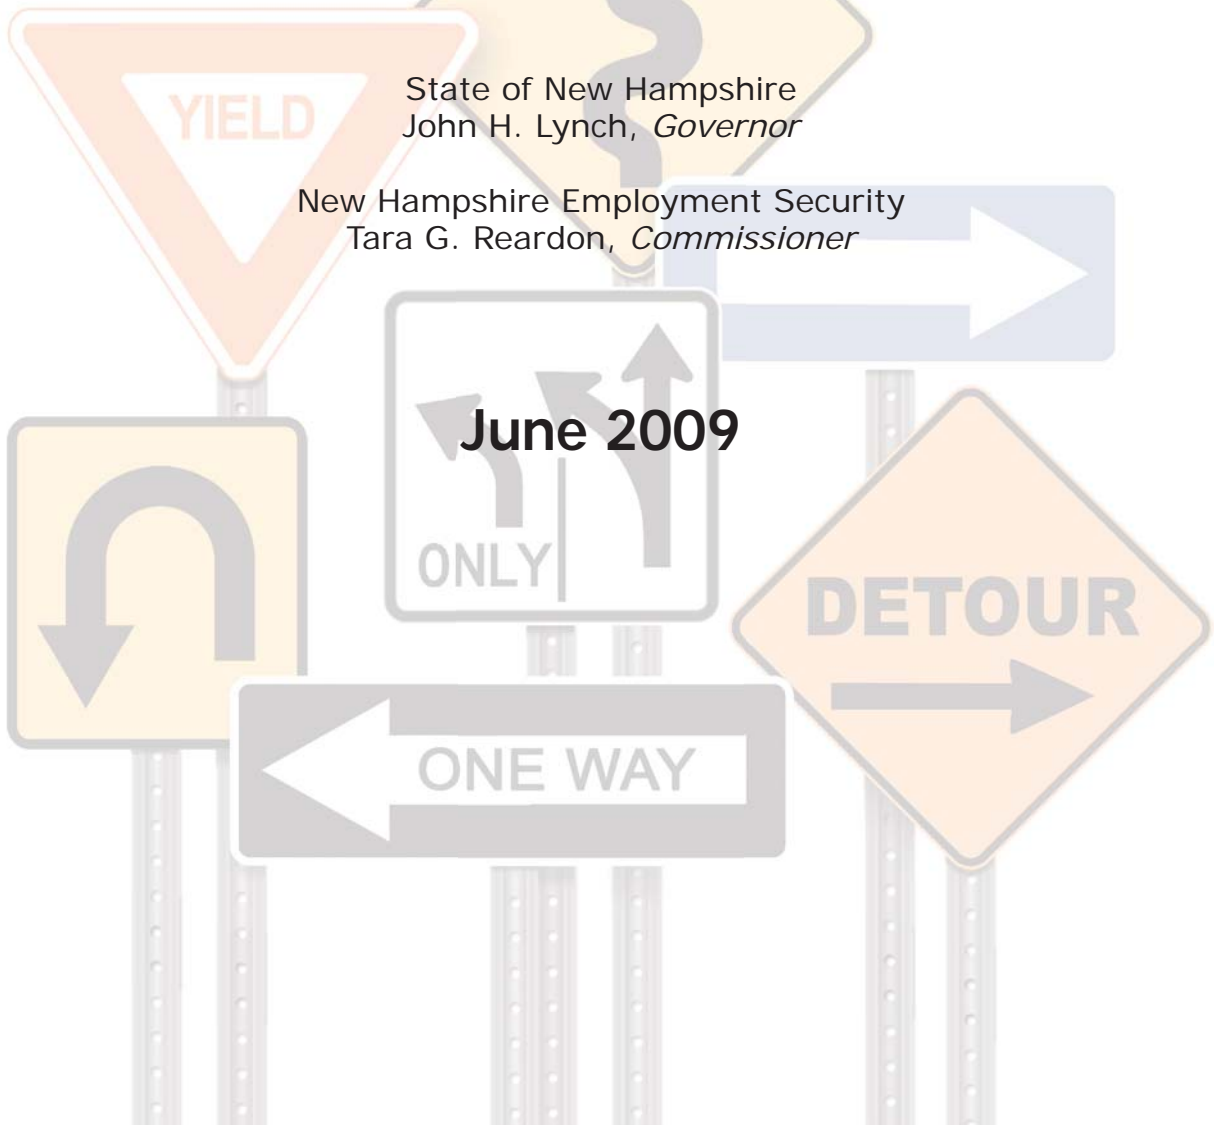 YIELD
State of New Hampshire
John H. Lynch, Governor
New Hampshire Employment Security
Tara G. Reardon, Commissioner
June 2009
ONLY
DETOUR
ONE WAY